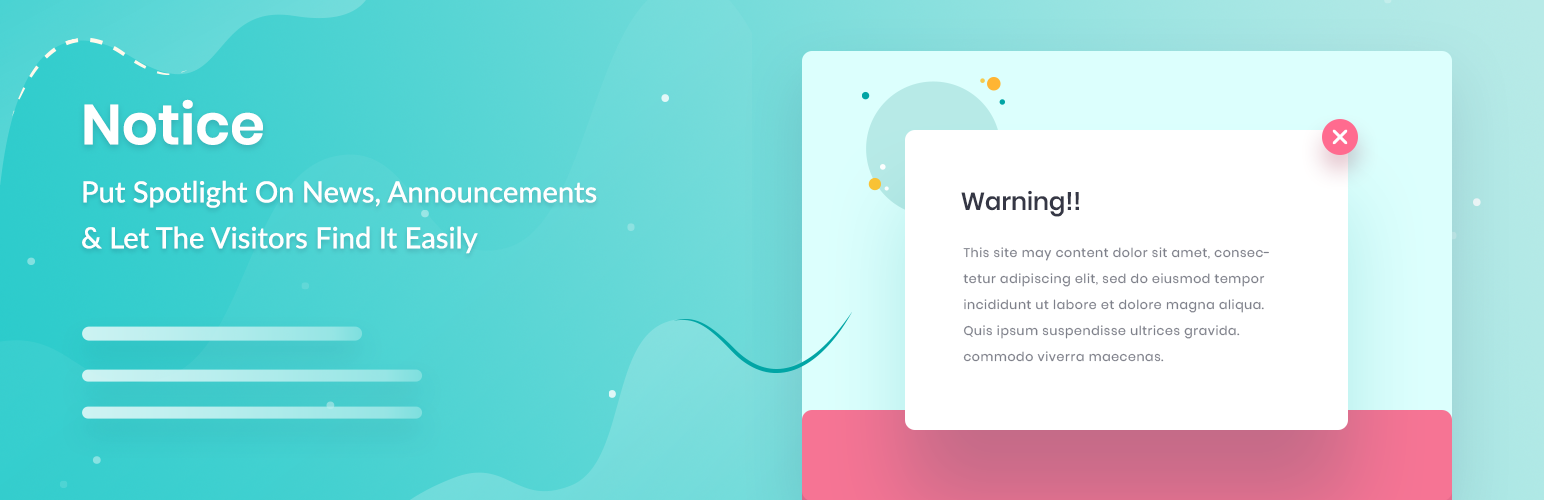 Notice
Put Spotlight On News, Announcements
& Let The Visitors Find It Easily
Warning!!
This site may content dolor sit amet, consec-
tetur adipiscing elit, sed do eiusmod tempor
incididunt ut labore et dolore magna aliqua.
Quis ipsum suspendisse ultrices gravida.
commodo viverra maecenas.